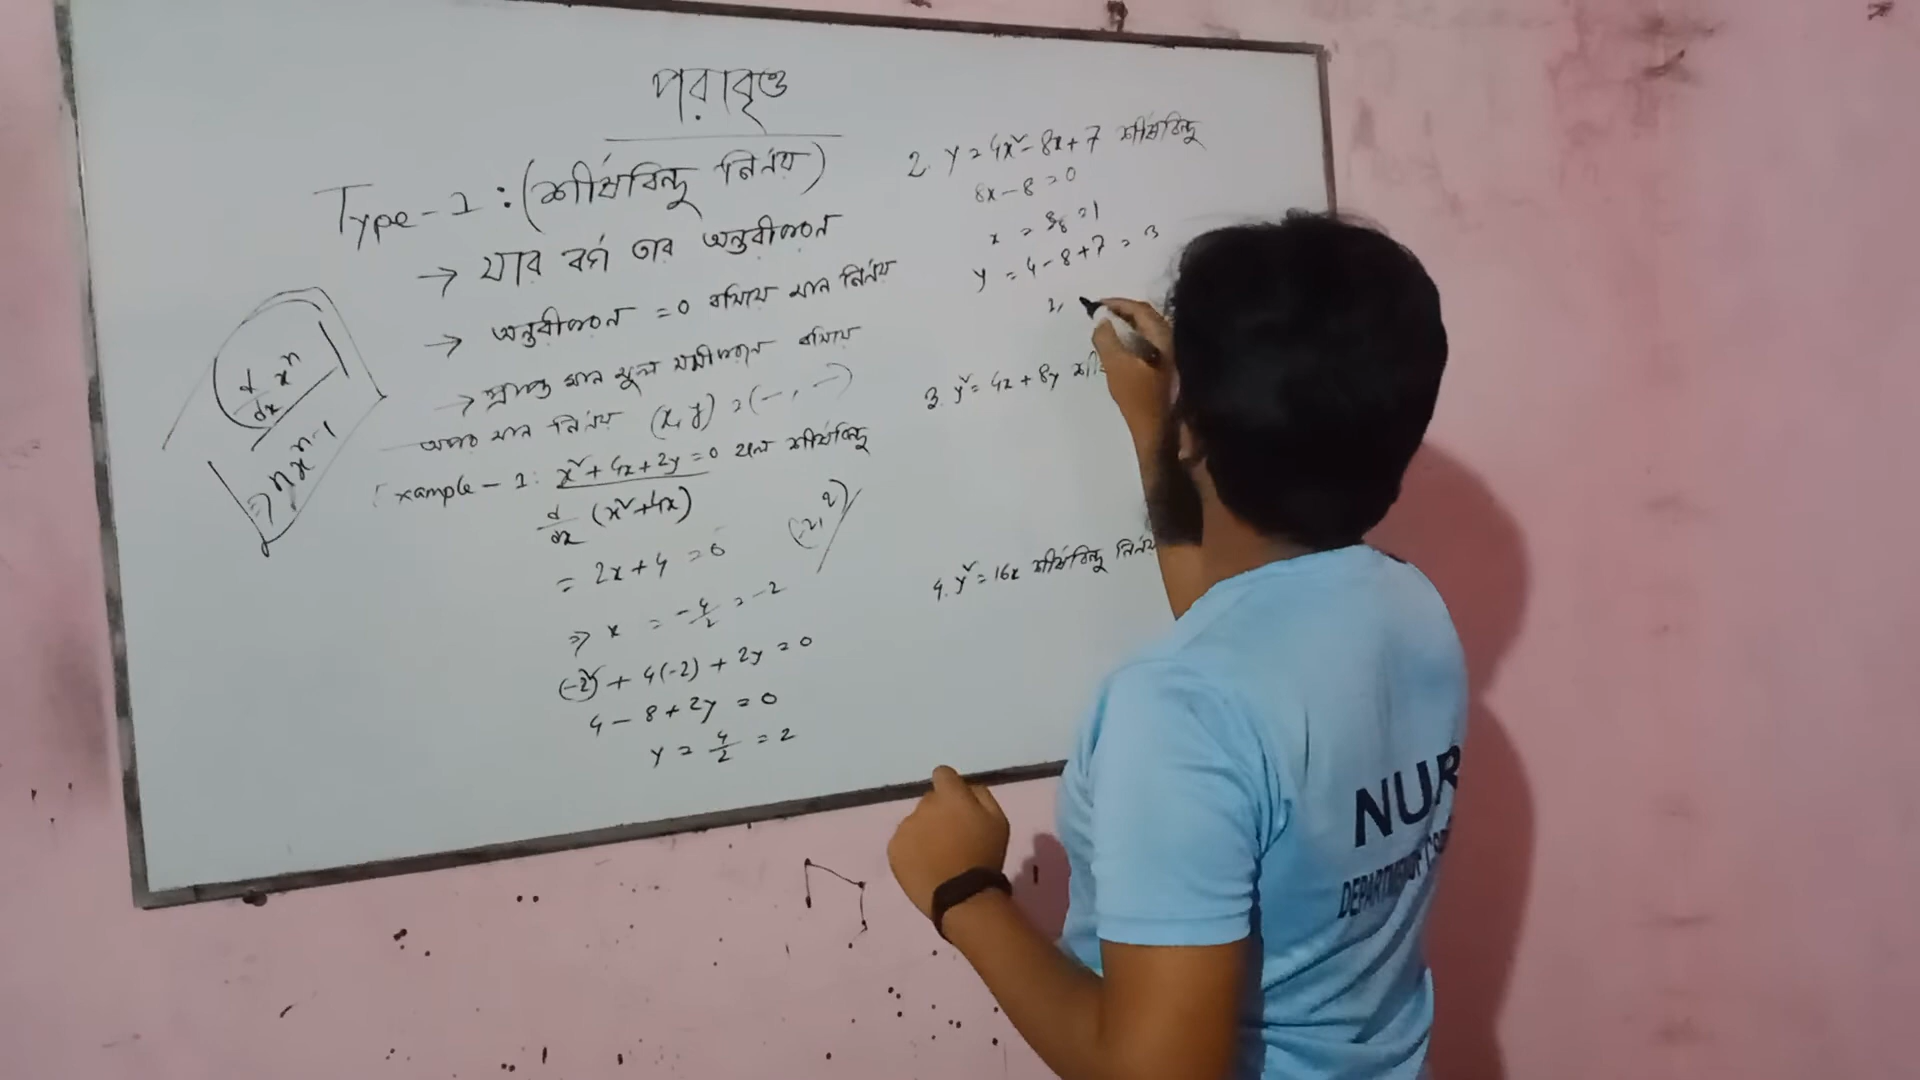 পরাবৃত্ত
Type-1: (শীর্ষবিন্দু নির্ণয়)
→ যার বর্গ তার অন্তরীকরন
→ অন্তরীকরন = 0 বসিয়ে মান নির্ণয়
→ প্রাপ্ত মান মূল সমীকরনে বসিয়ে
অপর মান নির্ণয় (x, y) = (-, -)
Example-1: x² + 4x + 2y = 0 হলে শীর্ষবিন্দু
d/dx (x² + 4x)
= 2x + 4 = 0
(-2, 2)
⇒ x = -4/2 = -2
(-2)² + 4(-2) + 2y = 0
4 - 8 + 2y = 0
y = 4/2 = 2
d/dx xⁿ
⇒ nxⁿ⁻¹
2. y = 4x² - 8x + 7 শীর্ষবিন্দু
8x - 8 = 0
x = 8/8 = 1
y = 4 - 8 + 7 = 3
1,
3. y² = 4x + 8y
4. y² = 16x শীর্ষবিন্দু নির্ণয়
NUR